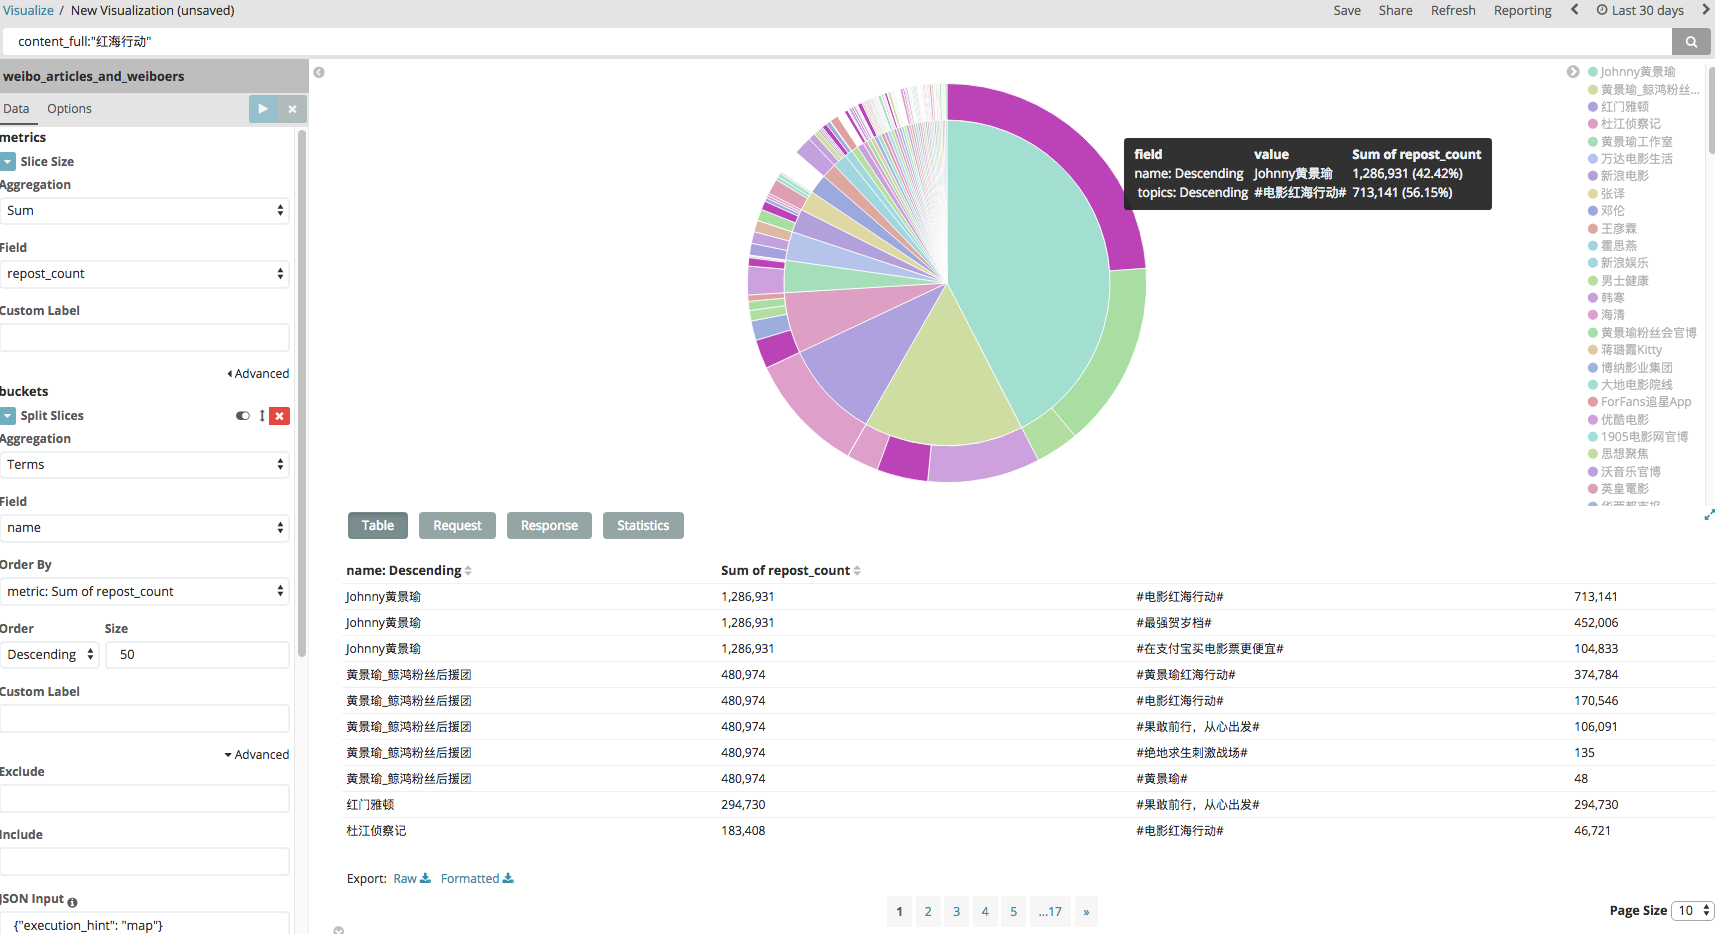 Visualize / New Visualization (unsaved)
Save Share Refresh Reporting Last 30 days
content_full:"红海行动"
weibo_articles_and_weiboers
Data Options
metrics
Slice Size
Aggregation
Sum
Field
repost_count
Custom Label
Advanced
buckets
Split Slices
Aggregation
Terms
Field
name
Order By
metric: Sum of repost_count
Order Size
Descending 50
Custom Label
Advanced
Exclude
Include
JSON Input
{"execution_hint": "map"}
field value Sum of repost_count
name: Descending Johnny黄景瑜 1,286,931 (42.42%)
topics: Descending #电影红海行动# 713,141 (56.15%)
Johnny黄景瑜
黄景瑜_鲸鸿粉丝...
红门雅顿
杜江侦察记
黄景瑜工作室
万达电影生活
新浪电影
张译
邓伦
王彦霖
霍思燕
新浪娱乐
男士健康
韩寒
海清
黄景瑜粉丝会官博
蒋璐霞Kitty
博纳影业集团
大地电影院线
ForFans追星App
优酷电影
1905电影网官博
思想聚焦
沃音乐官博
英皇電影
Table Request Response Statistics
name: Descending Sum of repost_count
Johnny黄景瑜 1,286,931 #电影红海行动# 713,141
Johnny黄景瑜 1,286,931 #最强贺岁档# 452,006
Johnny黄景瑜 1,286,931 #在支付宝买电影票更便宜# 104,833
黄景瑜_鲸鸿粉丝后援团 480,974 #黄景瑜红海行动# 374,784
黄景瑜_鲸鸿粉丝后援团 480,974 #电影红海行动# 170,546
黄景瑜_鲸鸿粉丝后援团 480,974 #果敢前行，从心出发# 106,091
黄景瑜_鲸鸿粉丝后援团 480,974 #绝地求生刺激战场# 135
黄景瑜_鲸鸿粉丝后援团 480,974 #黄景瑜# 48
红门雅顿 294,730 #果敢前行，从心出发# 294,730
杜江侦察记 183,408 #电影红海行动# 46,721
Export: Raw Formatted
1 2 3 4 5 ...17 »
Page Size 10